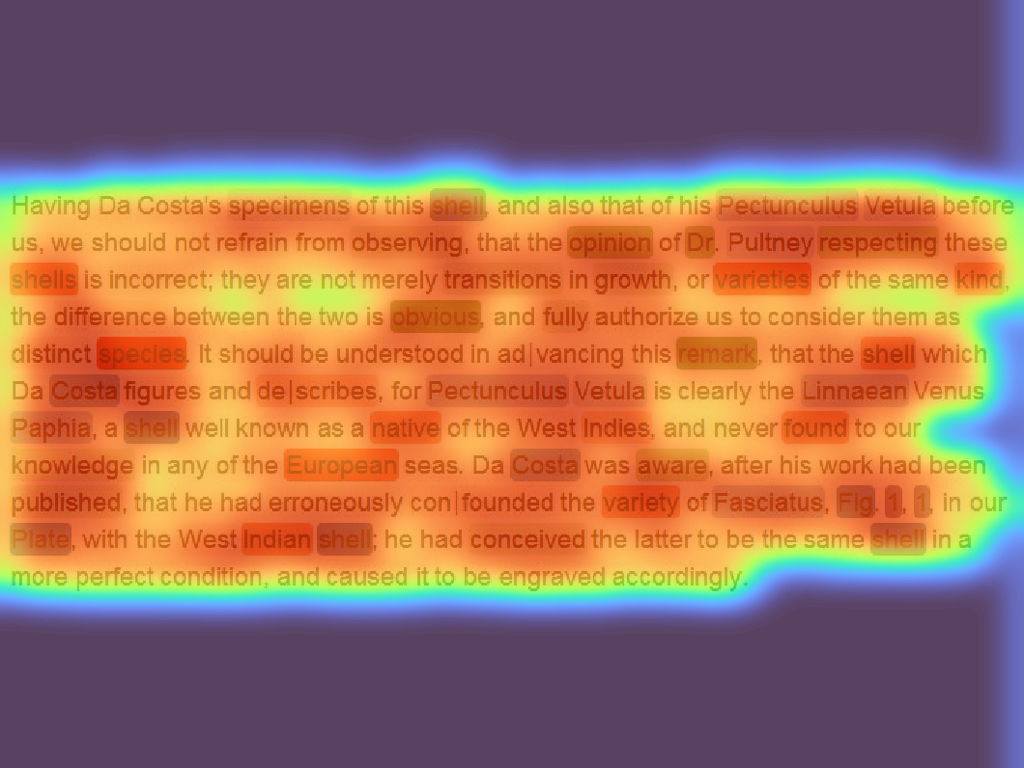 Having Da Costa's specimens of this shell, and also that of his Pectunculus Vetula before
us, we should not refrain from observing, that the opinion of Dr. Pultney respecting these
shells is incorrect; they are not merely transitions in growth, or varieties of the same kind,
the difference between the two is obvious, and fully authorize us to consider them as
distinct species. It should be understood in ad|vancing this remark, that the shell which
Da Costa figures and de|scribes, for Pectunculus Vetula is clearly the Linnaean Venus
Paphia, a shell well known as a native of the West Indies, and never found to our
knowledge in any of the European seas. Da Costa was aware, after his work had been
published, that he had erroneously con|founded the variety of Fasciatus, Fig. 1, 1, in our
Plate, with the West Indian shell; he had conceived the latter to be the same shell in a
more perfect condition, and caused it to be engraved accordingly.